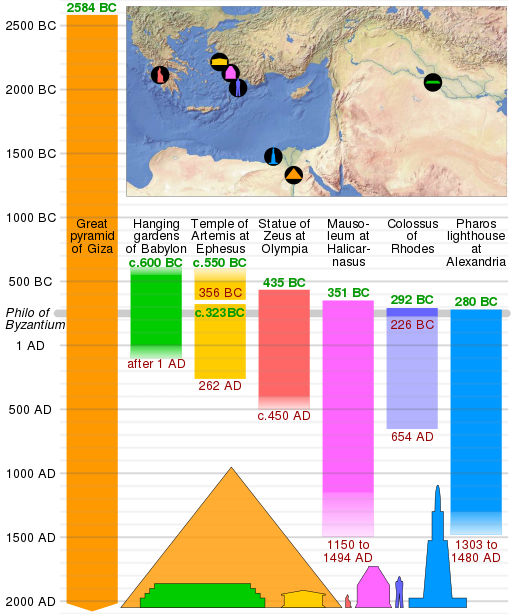 2584 BC
2500 BC
2000 BC
1500 BC
1000 BC
Great
pyramid
of Giza
Hanging
gardens
of Babylon
c.600 BC
Temple of
Artemis at
Ephesus
c.550 BC
Statue of
Zeus at
Olympia
Mauso-
leum at
Halicar-
nassus
Colossus
of
Rhodes
Pharos
lighthouse
at
Alexandria
500 BC
356 BC
435 BC
351 BC
292 BC
280 BC
Philo of
Byzantium
c.323BC
226 BC
1 AD
after 1 AD
262 AD
500 AD
c.450 AD
654 AD
1000 AD
1500 AD
1150 to
1494 AD
1303 to
1480 AD
2000 AD